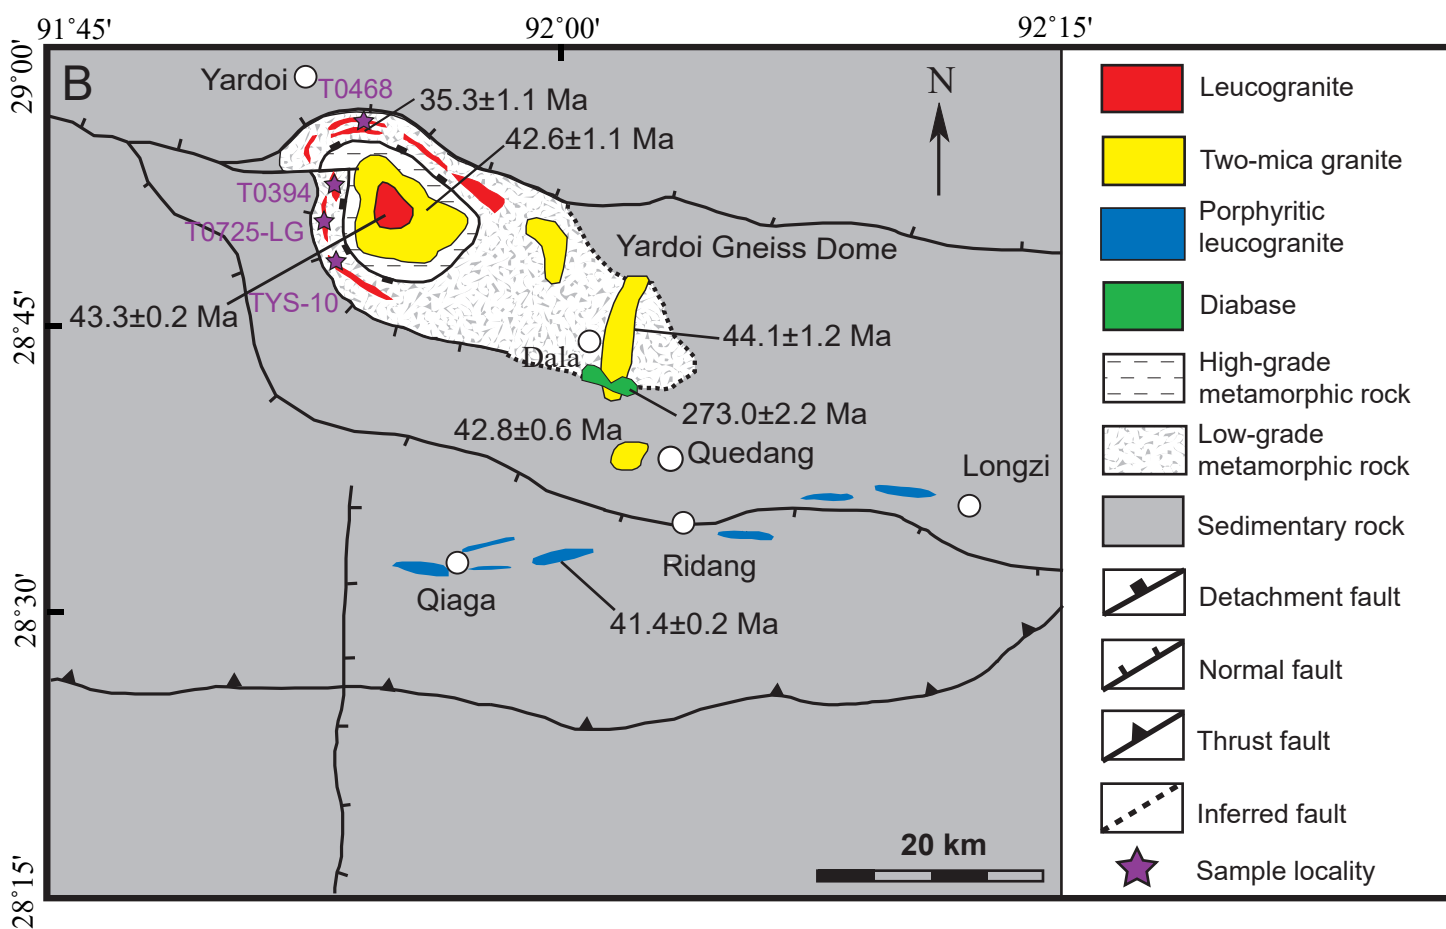 91˚45'
92˚00'
92˚15'
29˚00'
28˚45'
28˚30'
28˚15'
B
Yardoi
T0468
35.3±1.1 Ma
42.6±1.1 Ma
N
T0394
T0725-LG
Yardoi Gneiss Dome
TYS-10
43.3±0.2 Ma
44.1±1.2 Ma
Dala
273.0±2.2 Ma
42.8±0.6 Ma
Quedang
Longzi
Ridang
Qiaga
41.4±0.2 Ma
20 km
Leucogranite
Two-mica granite
Porphyritic
leucogranite
Diabase
High-grade
metamorphic rock
Low-grade
metamorphic rock
Sedimentary rock
Detachment fault
Normal fault
Thrust fault
Inferred fault
Sample locality